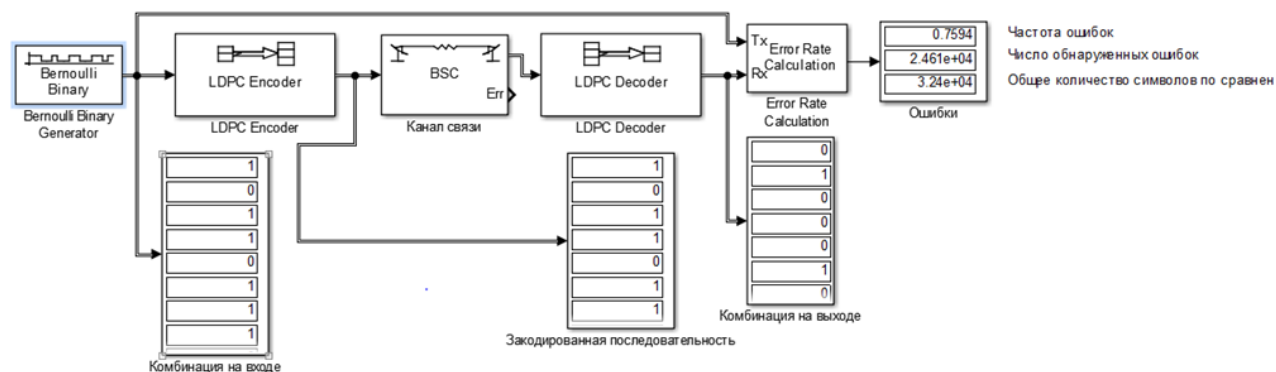 Bernoulli
Binary
Bernoulli Binary
Generator
LDPC Encoder
LDPC Encoder
BSC
Err
Канал связи
LDPC Decoder
LDPC Decoder
Tx
Rx
Error Rate
Calculation
Error Rate
Calculation
0.7594
2.461e+04
3.24e+04
Ошибки
Частота ошибок
Число обнаруженных ошибок
Общее количество символов по сравнен
1
0
1
1
0
1
1
1
Комбинация на входе
1
0
1
1
0
1
1
Закодированная последовательность
0
1
0
0
0
1
0
Комбинация на выходе